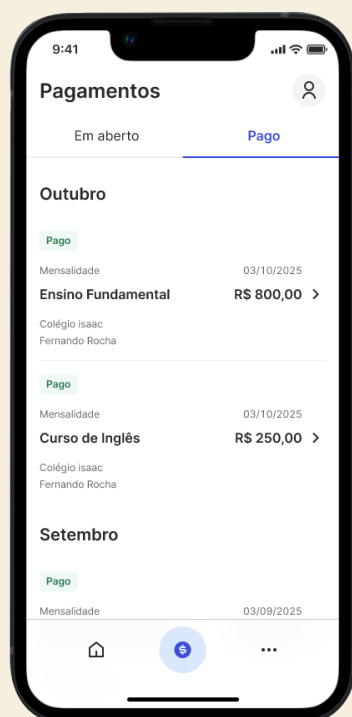 9:41
Pagamentos
Em aberto Pago
Outubro
Pago
Mensalidade 03/10/2025
Ensino Fundamental R$ 800,00
Colégio isaac
Fernando Rocha
Pago
Mensalidade 03/10/2025
Curso de Inglês R$ 250,00
Colégio isaac
Fernando Rocha
Setembro
Pago
Mensalidade 03/09/2025